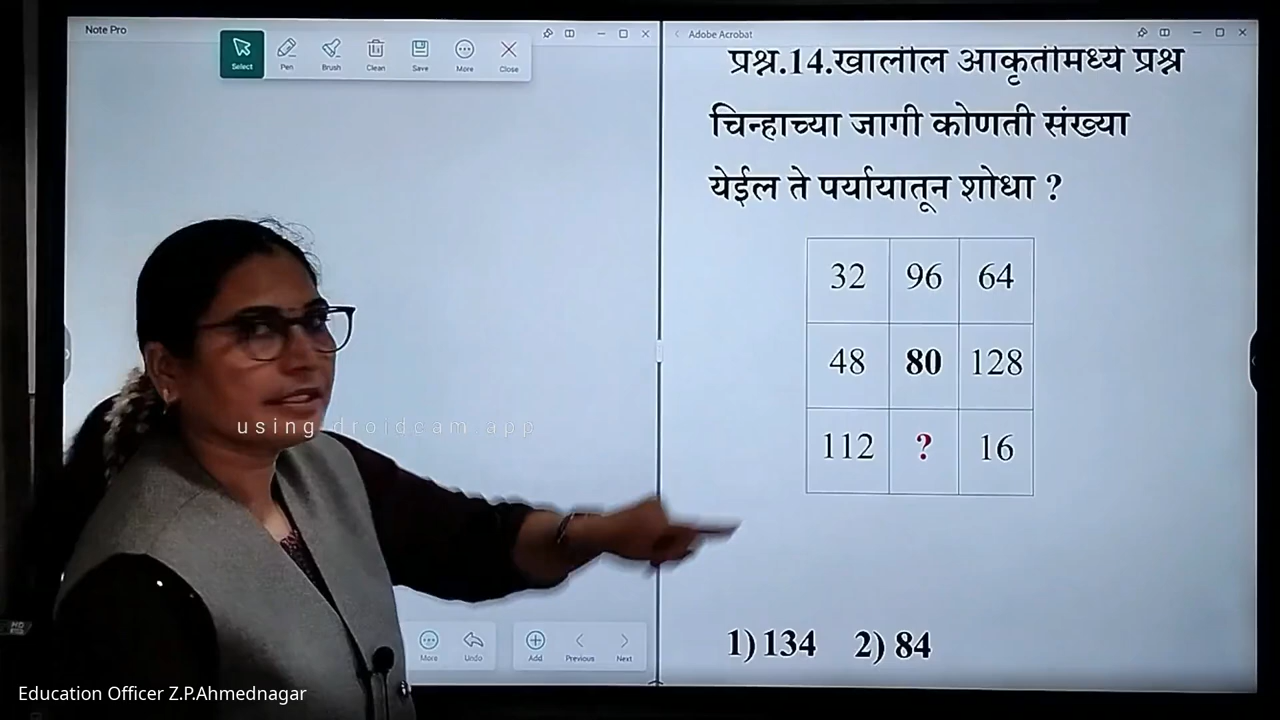 Note Pro
Select Pen Brush Clean Save More Close
Adobe Acrobat
प्रश्न.14.खालील आकृतीमध्ये प्रश्न
चिन्हाच्या जागी कोणती संख्या
येईल ते पर्यायातून शोधा ?
32 96 64
48 80 128
112 ? 16
using droidcam app
1) 134 2) 84
More Undo Add Previous Next
Education Officer Z.P.Ahmednagar